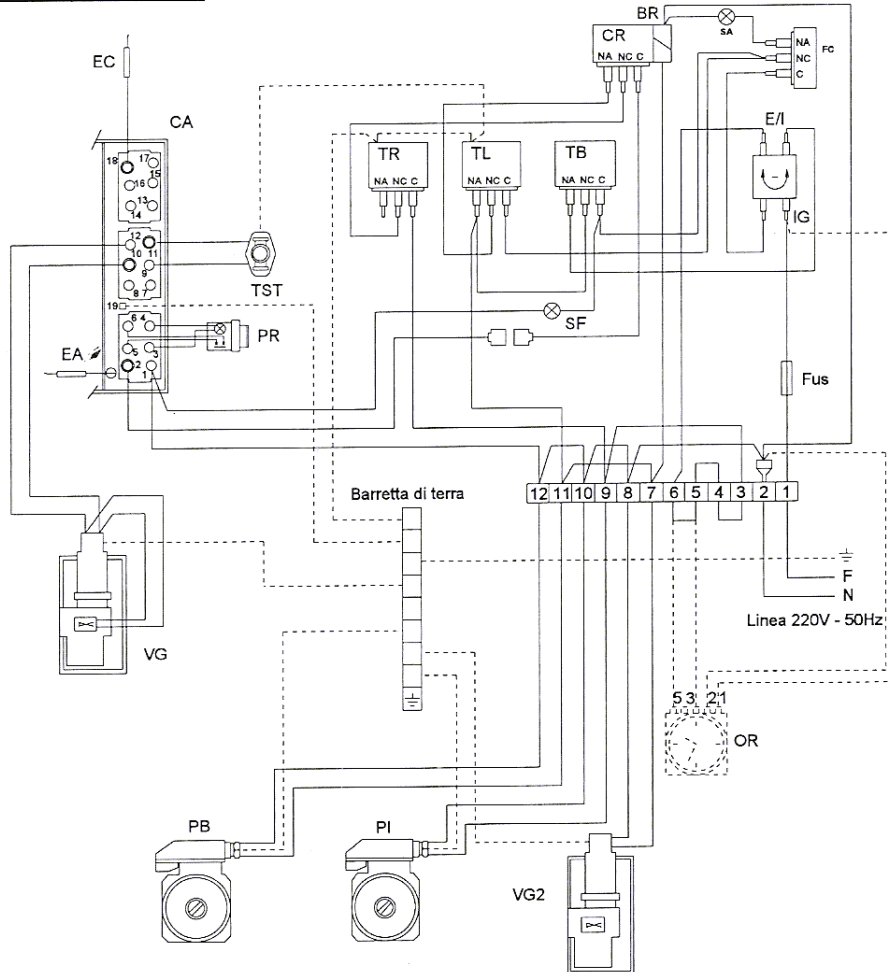 BR
CR
SA
NA NC C
NA
NC
C
FC
EC
CA
E/I
TR
TL
TB
NA NC C
NA NC C
NA NC C
18
17
15
16
13
14
IG
12
10
11
9
8
7
TST
19
6
4
5
3
2
1
PR
SF
EA
Fus
Barretta di terra
12 11 10 9 8 7 6 5 4 3 2 1
F
N
Linea 220V - 50Hz
VG
5 3 2 1
OR
PB
PI
VG2